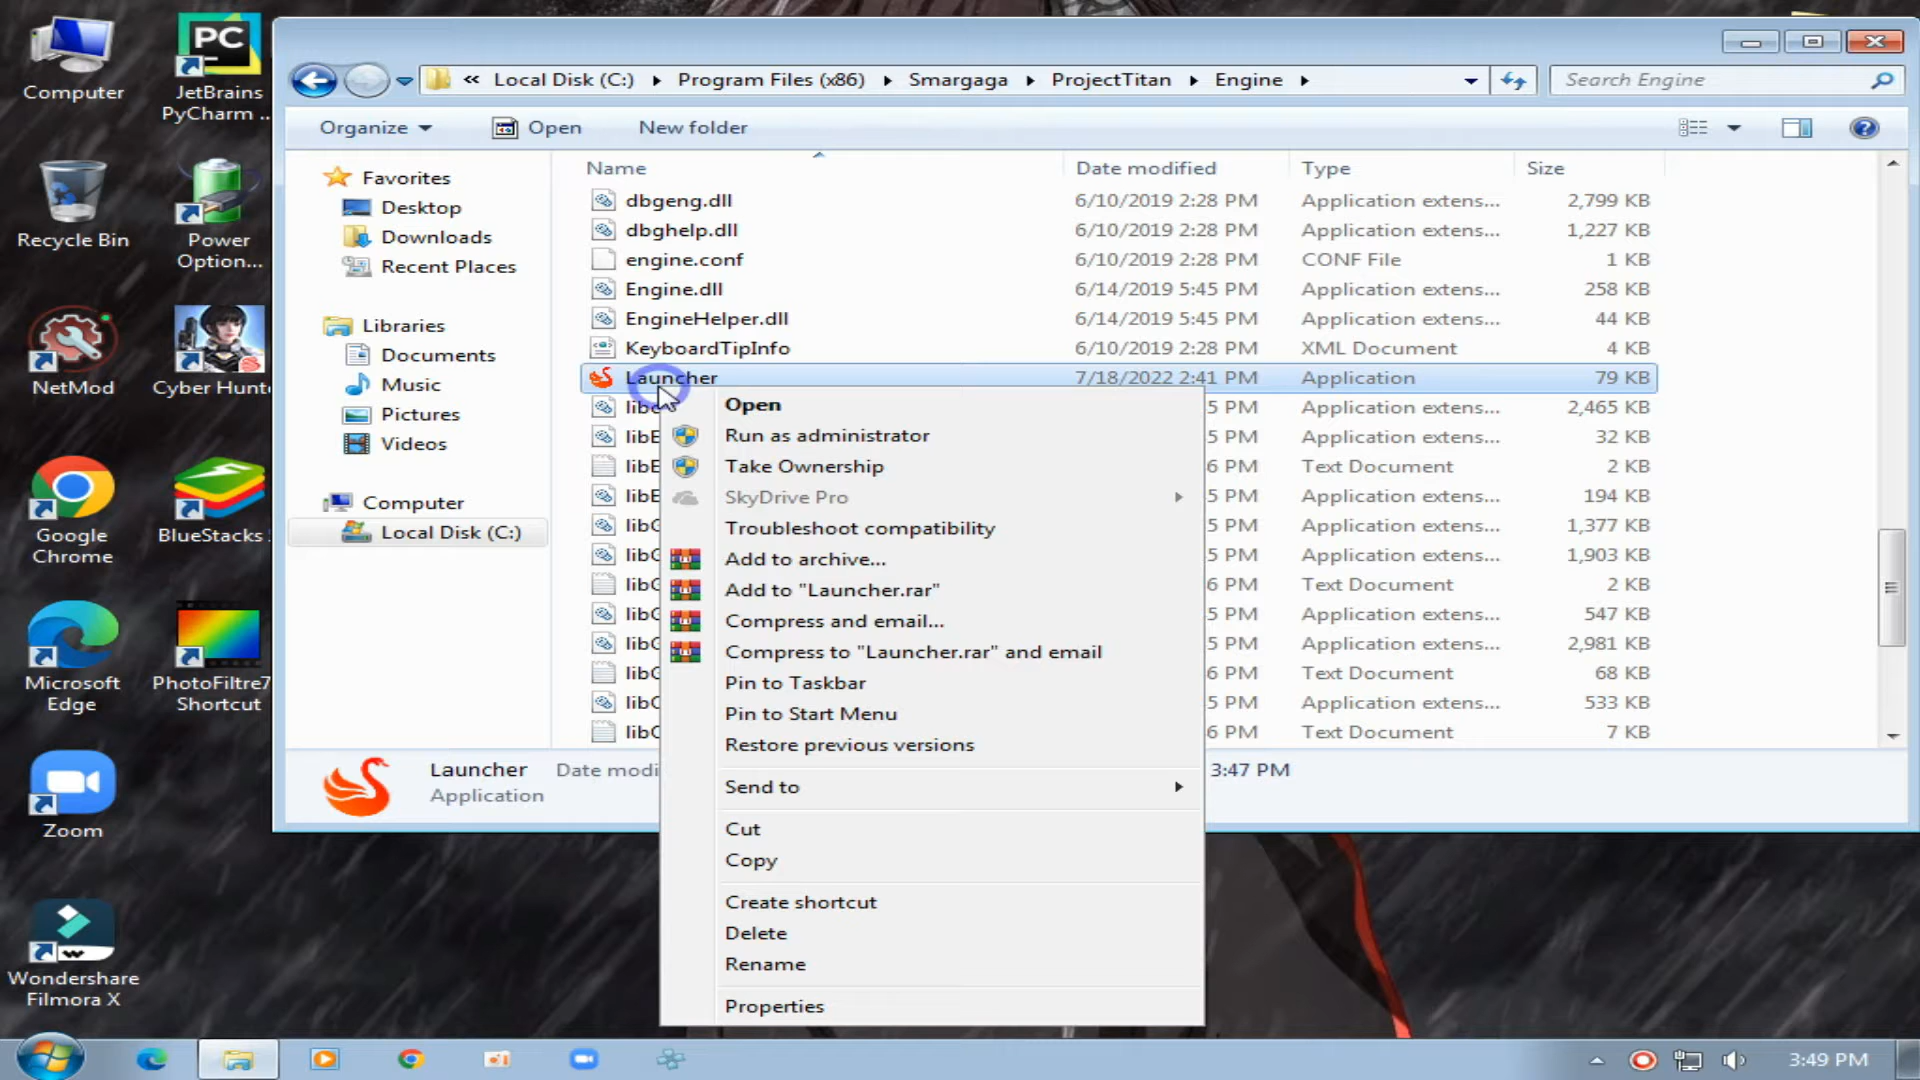 Computer
JetBrains
PyCharm ...
Recycle Bin
Power
Option...
NetMod
Cyber Hunte
Google
Chrome
BlueStacks
Microsoft
Edge
PhotoFiltre7
Shortcut
Zoom
Wondershare
Filmora X
PC
« Local Disk (C:) Program Files (x86) Smargaga ProjectTitan Engine
Search Engine
Organize
Open
New folder
Favorites
Desktop
Downloads
Recent Places
Libraries
Documents
Music
Pictures
Videos
Computer
Local Disk (C:)
Name Date modified Type Size
dbgeng.dll 6/10/2019 2:28 PM Application extens... 2,799 KB
dbghelp.dll 6/10/2019 2:28 PM Application extens... 1,227 KB
engine.conf 6/10/2019 2:28 PM CONF File 1 KB
Engine.dll 6/14/2019 5:45 PM Application extens... 258 KB
EngineHelper.dll 6/14/2019 5:45 PM Application extens... 44 KB
KeyboardTipInfo 6/10/2019 2:28 PM XML Document 4 KB
Launcher 7/18/2022 2:41 PM Application 79 KB
5 PM Application extens... 2,465 KB
5 PM Application extens... 32 KB
6 PM Text Document 2 KB
5 PM Application extens... 194 KB
5 PM Application extens... 1,377 KB
5 PM Application extens... 1,903 KB
6 PM Text Document 2 KB
5 PM Application extens... 547 KB
5 PM Application extens... 2,981 KB
6 PM Text Document 68 KB
5 PM Application extens... 533 KB
6 PM Text Document 7 KB
Open
Run as administrator
Take Ownership
SkyDrive Pro
Troubleshoot compatibility
Add to archive...
Add to "Launcher.rar"
Compress and email...
Compress to "Launcher.rar" and email
Pin to Taskbar
Pin to Start Menu
Restore previous versions
Send to
Cut
Copy
Create shortcut
Delete
Rename
Properties
Launcher Date modi 3:47 PM
Application
3:49 PM